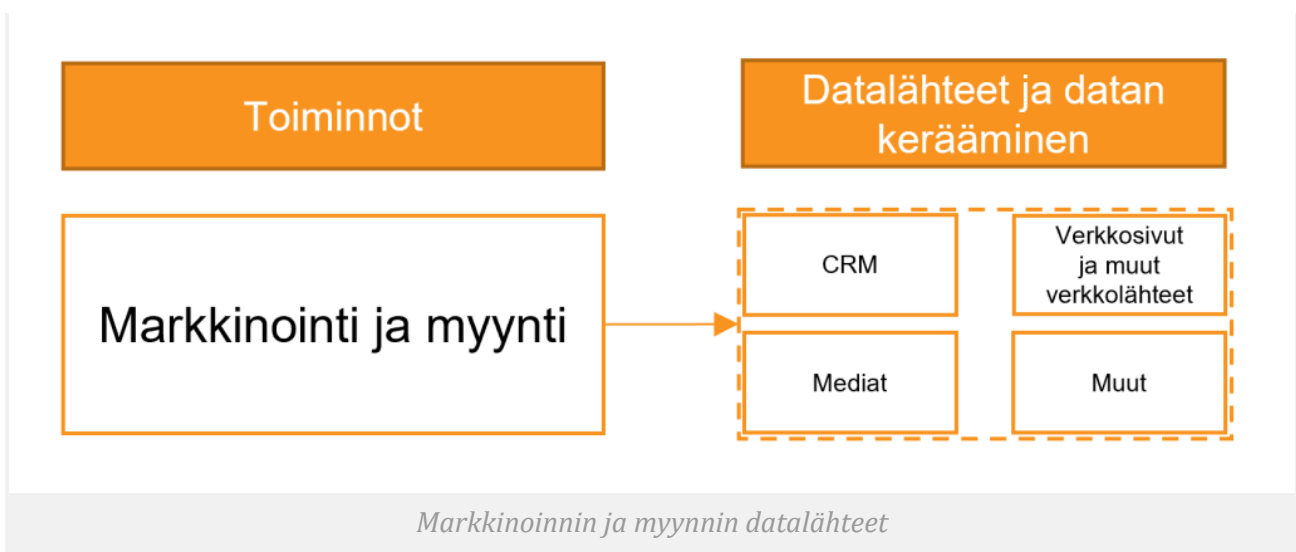 Toiminnot
Datalähteet ja datan
kerääminen
Markkinointi ja myynti
CRM
Verkkosivut
ja muut
verkkolähteet
Mediat
Muut
Markkinoinnin ja myynnin datalähteet